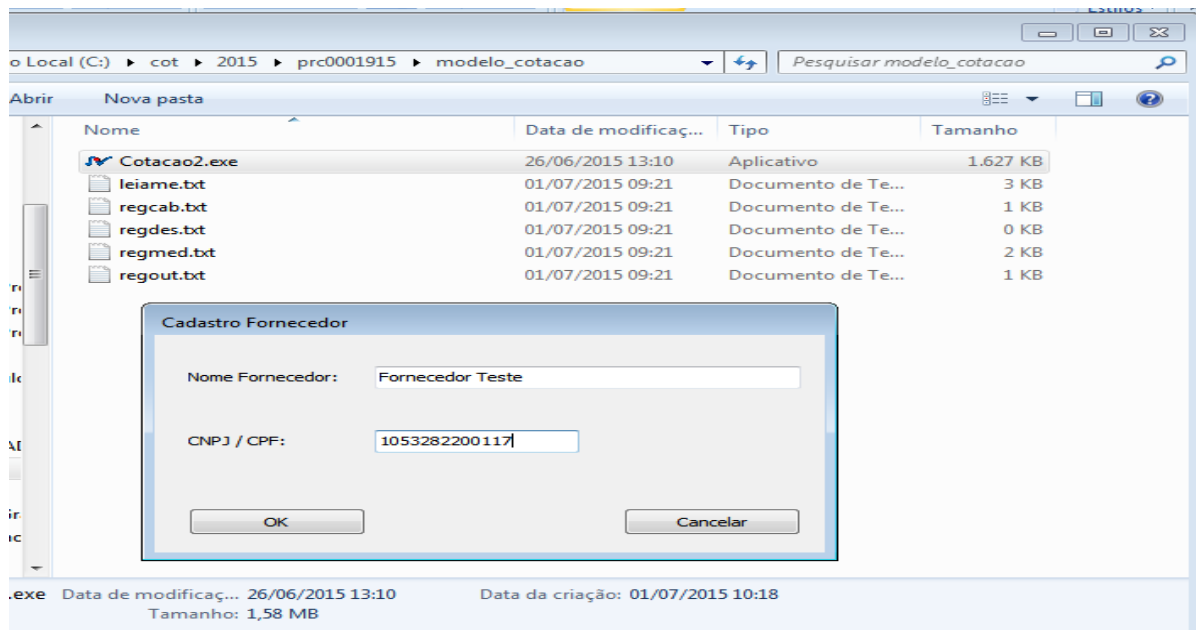 o Local (C:) ▸ cot ▸ 2015 ▸ prc0001915 ▸ modelo_cotacao Pesquisar modelo_cotacao
Abrir Nova pasta
Nome Data de modificaç... Tipo Tamanho
Cotacao2.exe 26/06/2015 13:10 Aplicativo 1.627 KB
leiame.txt 01/07/2015 09:21 Documento de Te... 3 KB
regcab.txt 01/07/2015 09:21 Documento de Te... 1 KB
regdes.txt 01/07/2015 09:21 Documento de Te... 0 KB
regmed.txt 01/07/2015 09:21 Documento de Te... 2 KB
regout.txt 01/07/2015 09:21 Documento de Te... 1 KB
Cadastro Fornecedor
Nome Fornecedor: Fornecedor Teste
CNPJ / CPF: 1053282200117
OK Cancelar
.exe Data de modificaç... 26/06/2015 13:10 Data da criação: 01/07/2015 10:18
Tamanho: 1,58 MB